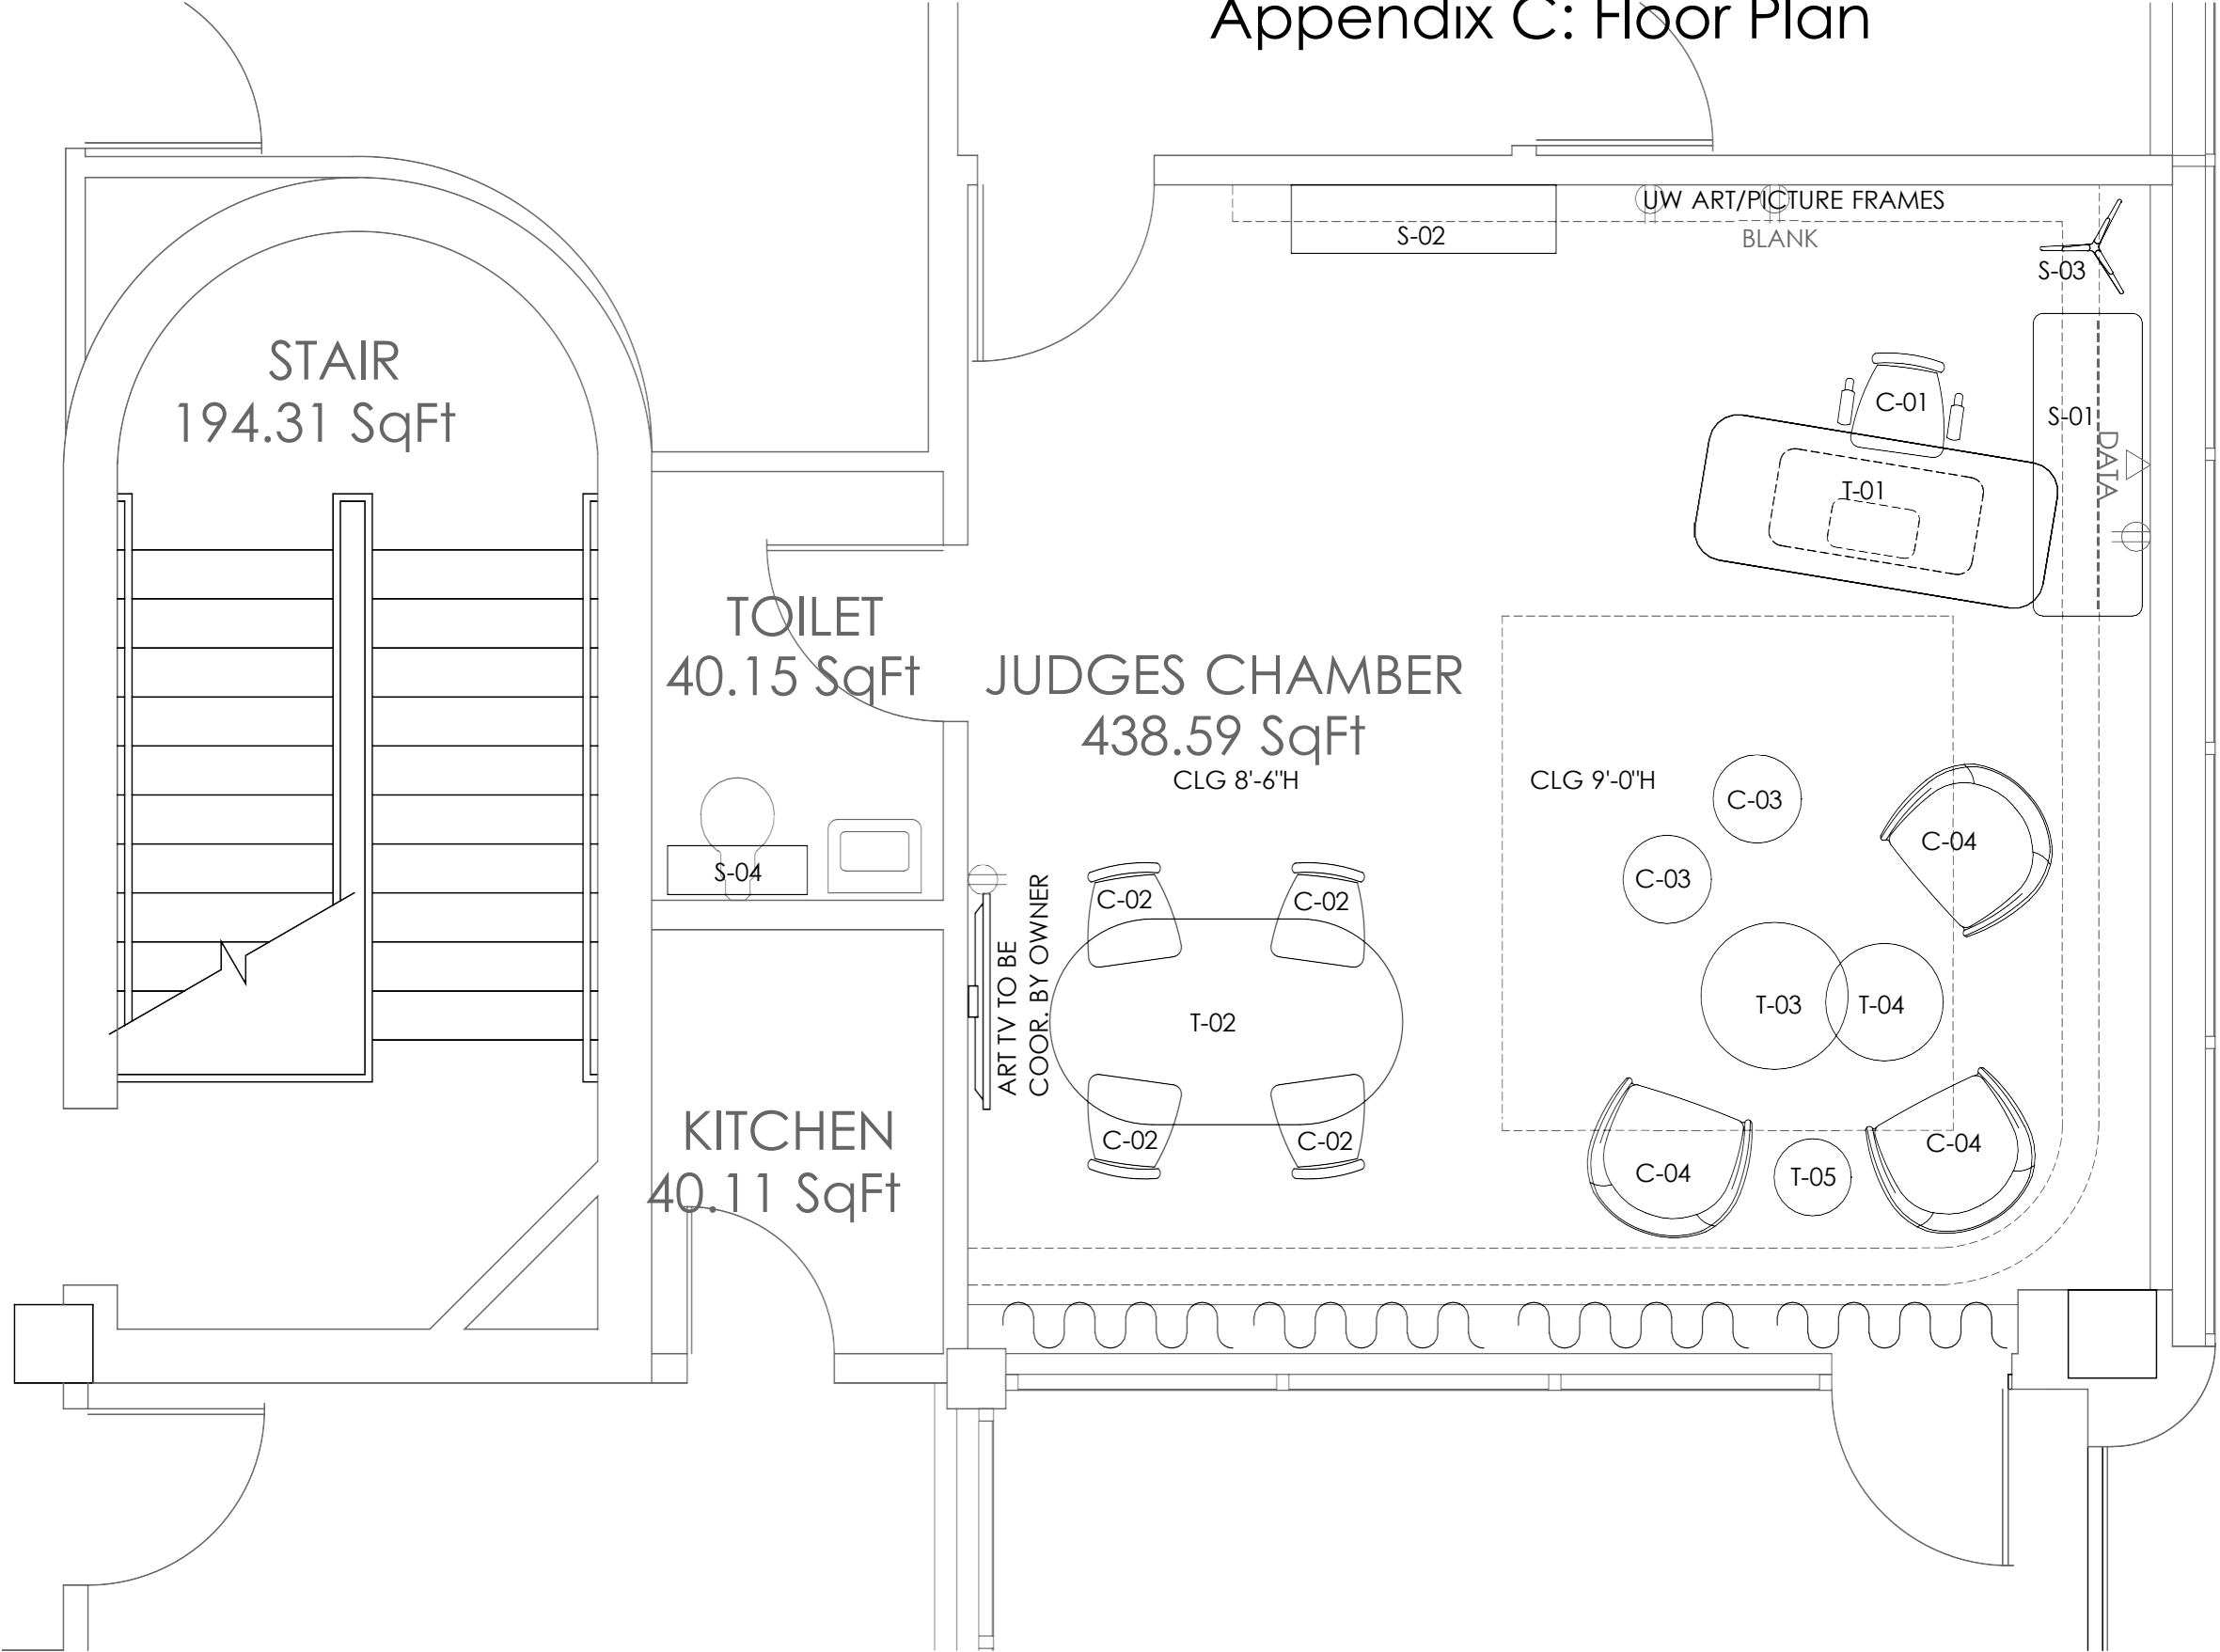 Appendix C: Floor Plan
UW ART/PICTURE FRAMES
S-02
BLANK
S-03
STAIR
194.31 SqFt
C-01
S-01
DATA
T-01
TOILET
40.15 SqFt
JUDGES CHAMBER
438.59 SqFt
CLG 8'-6"H
CLG 9'-0"H
C-03
C-04
S-04
C-03
C-02
C-02
ART TV TO BE
COOR. BY OWNER
T-02
T-03
T-04
KITCHEN
40.11 SqFt
C-02
C-02
C-04
C-04
T-05